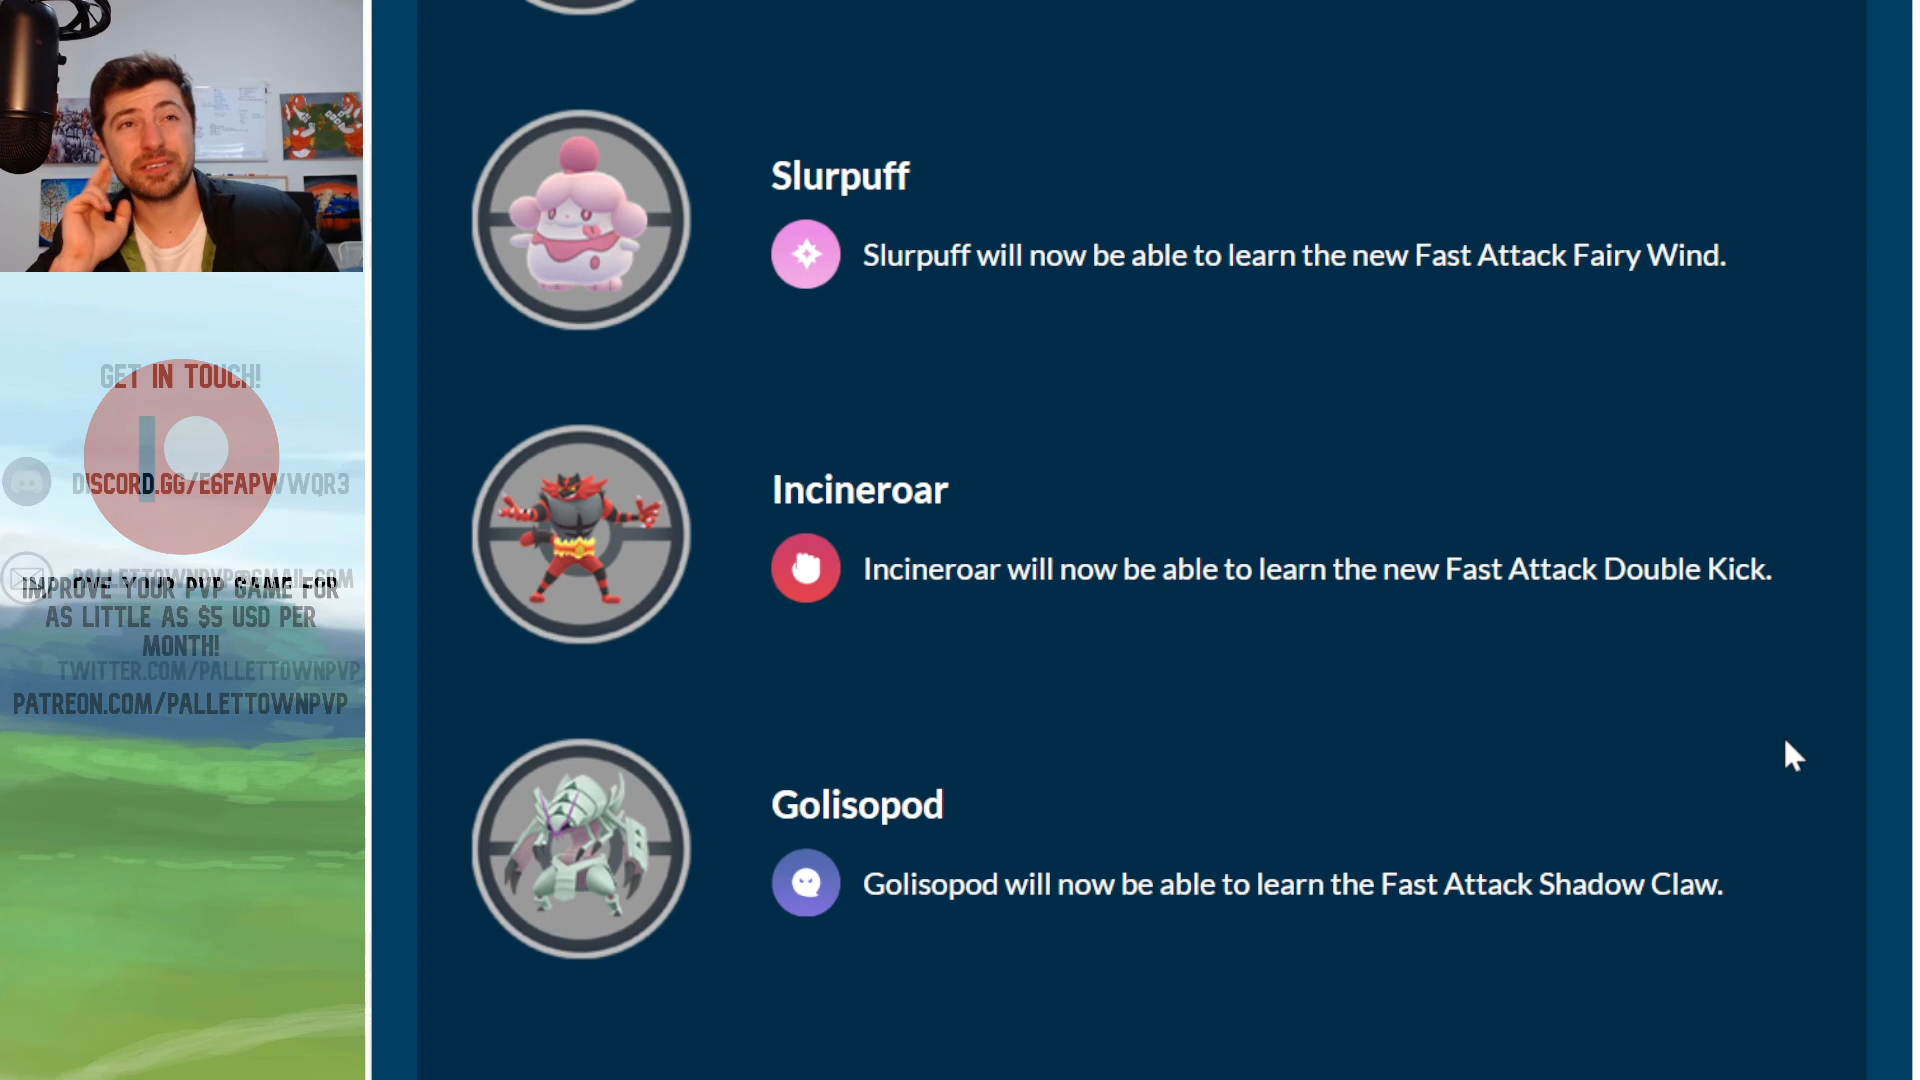 GET IN TOUCH!
DISCORD.GG/E6FAPWWQR3
PALLETTOWNPVP@GMAIL.COM
IMPROVE YOUR PVP GAME FOR
AS LITTLE AS $5 USD PER
MONTH!
TWITTER.COM/PALLETTOWNPVP
PATREON.COM/PALLETTOWNPVP
Slurpuff
Slurpuff will now be able to learn the new Fast Attack Fairy Wind.
Incineroar
Incineroar will now be able to learn the new Fast Attack Double Kick.
Golisopod
Golisopod will now be able to learn the Fast Attack Shadow Claw.